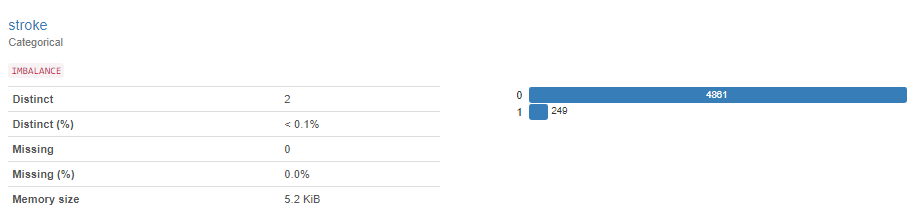 stroke
Categorical
IMBALANCE
Distinct 2
Distinct (%) < 0.1%
Missing 0
Missing (%) 0.0%
Memory size 5.2 KiB
0 4861
1 249